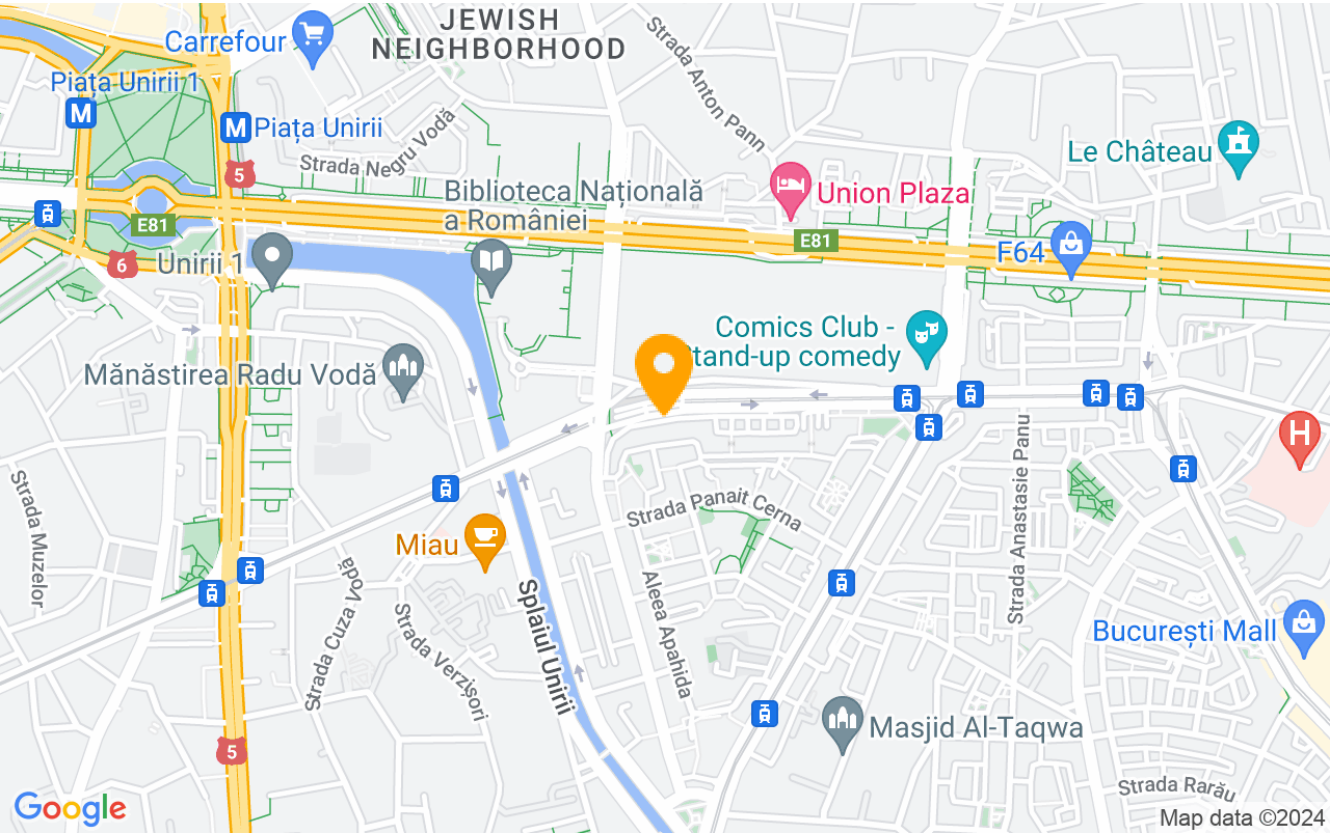 JEWISH
NEIGHBORHOOD
Carrefour
Strada Anton Pann
Piața Unirii 1
M
M
Piața Unirii
Strada Negru Vodă
5
Le Château
Biblioteca Națională
a României
Union Plaza
E81
E81
F64
6
Unirii 1
Comics Club -
Stand-up comedy
Mănăstirea Radu Vodă
H
Strada Muzelor
Strada Panait Cerna
Strada Anastasie Panu
Miau
Strada Cuza Vodă
Strada Verzișori
Splaiul Unirii
Aleea Apahida
București Mall
5
Masjid Al-Taqwa
Strada Rarău
Google
Map data ©2024